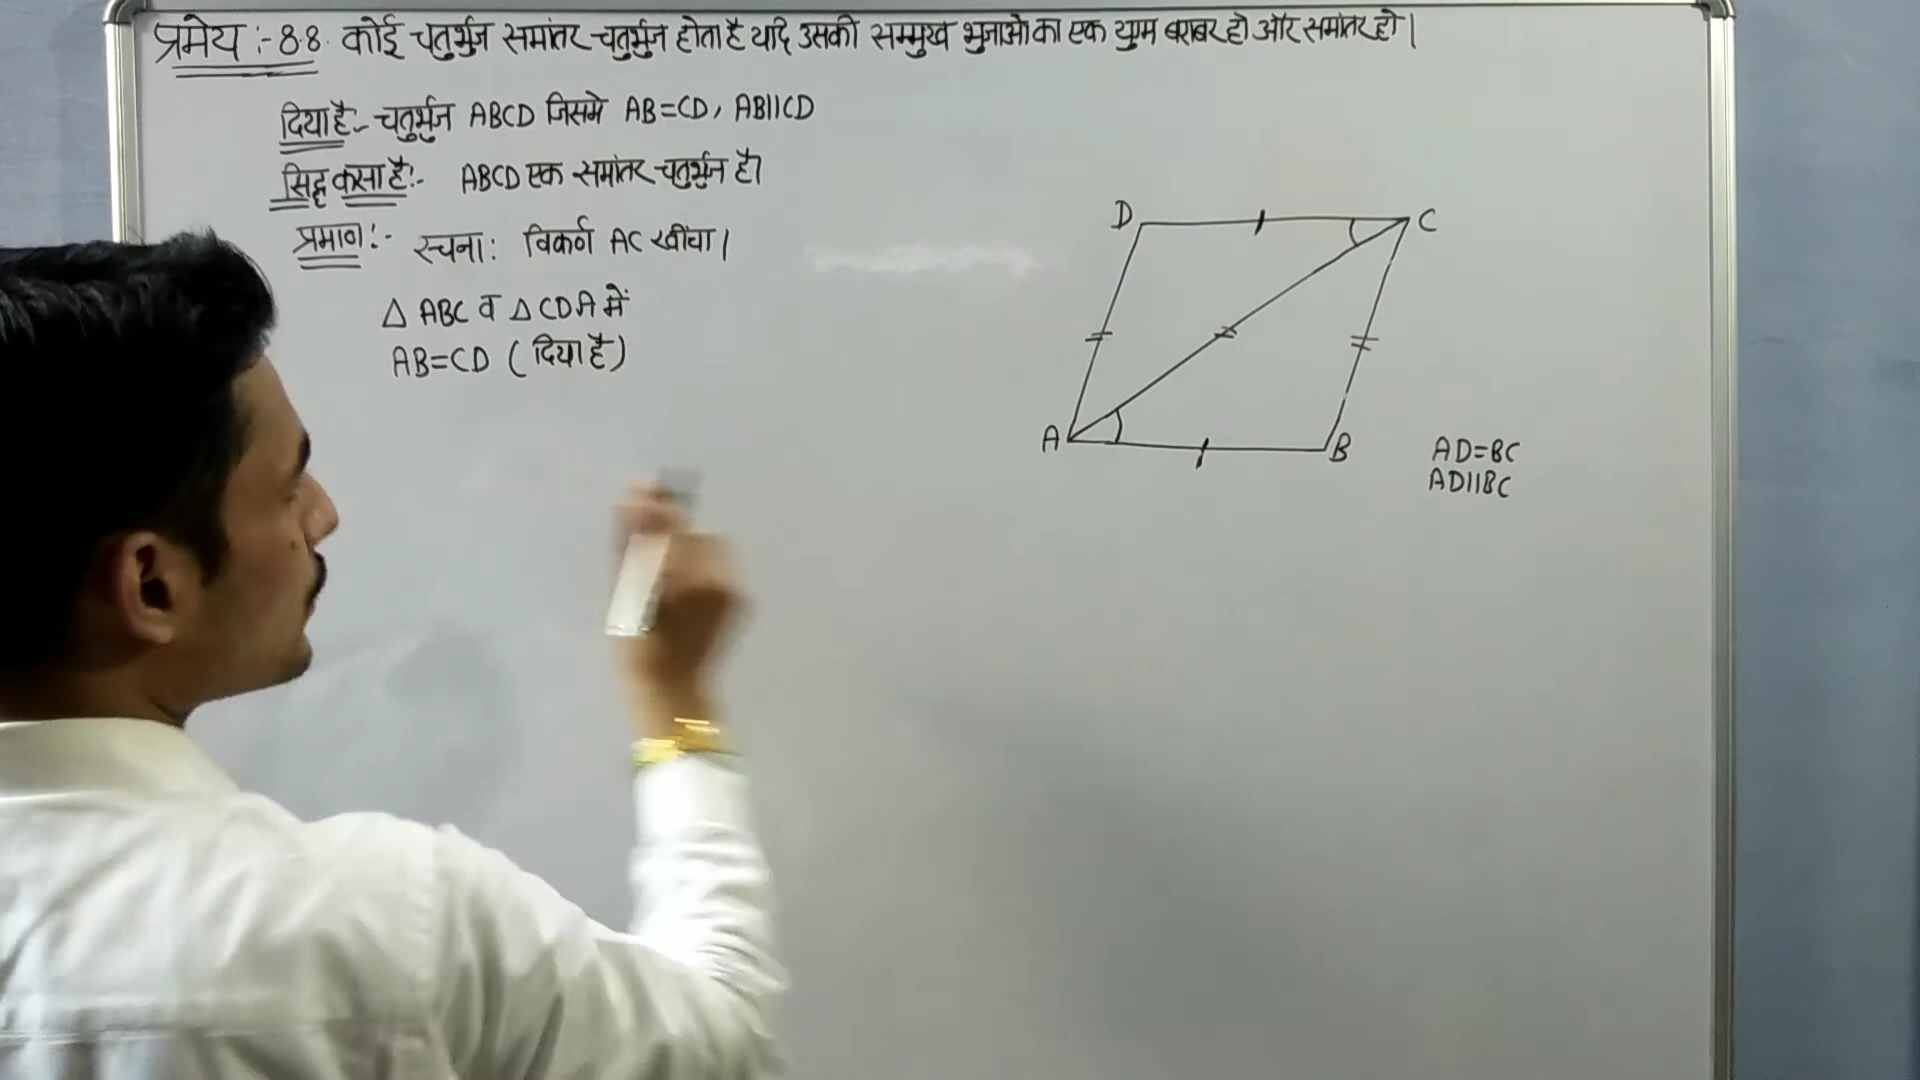 प्रमेय :- 8.8. कोई चतुर्भुज समांतर चतुर्भुज होता है यदि उसकी सम्मुख भुजाओ का एक युग्म बराबर हो और समांतर हो।
दिया है:- चतुर्भुज ABCD जिसमे AB=CD, AB||CD
सिद्ध करना है:- ABCD एक समांतर चतुर्भुज है।
प्रमाण:- रचना: विकर्ण AC खींचा।
△ ABC व △ CDA में
AB=CD (दिया है)
D C
A B
AD=BC
AD||BC